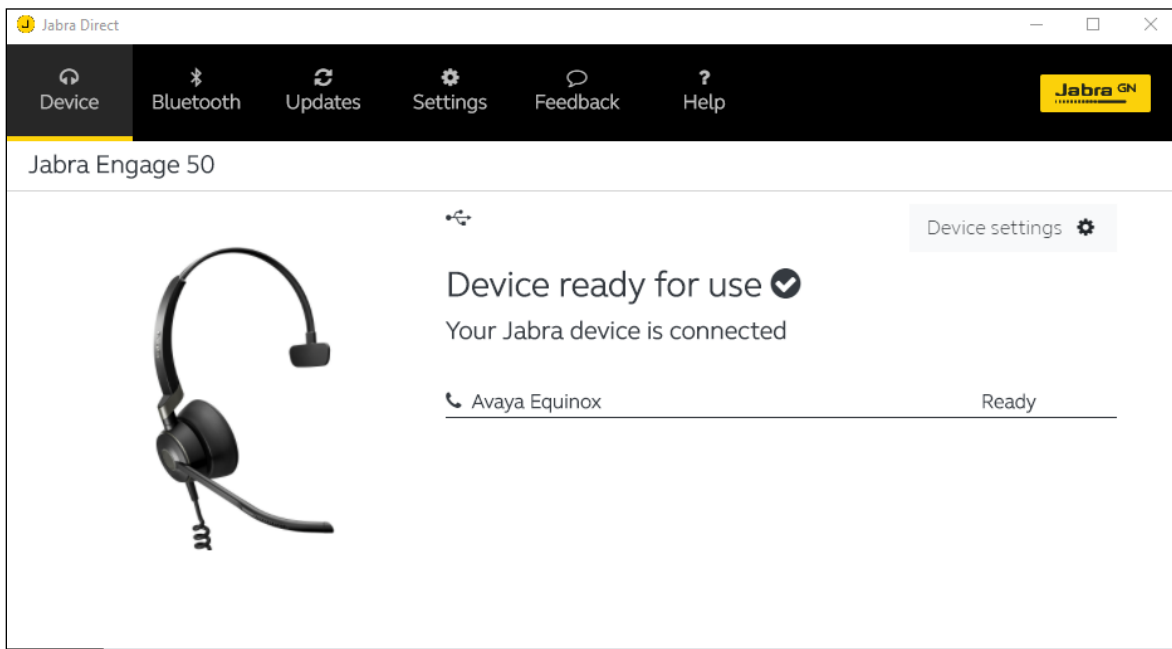 Jabra Direct
Device Bluetooth Updates Settings Feedback Help
Jabra GN
Jabra Engage 50
Device settings
Device ready for use
Your Jabra device is connected
Avaya Equinox Ready